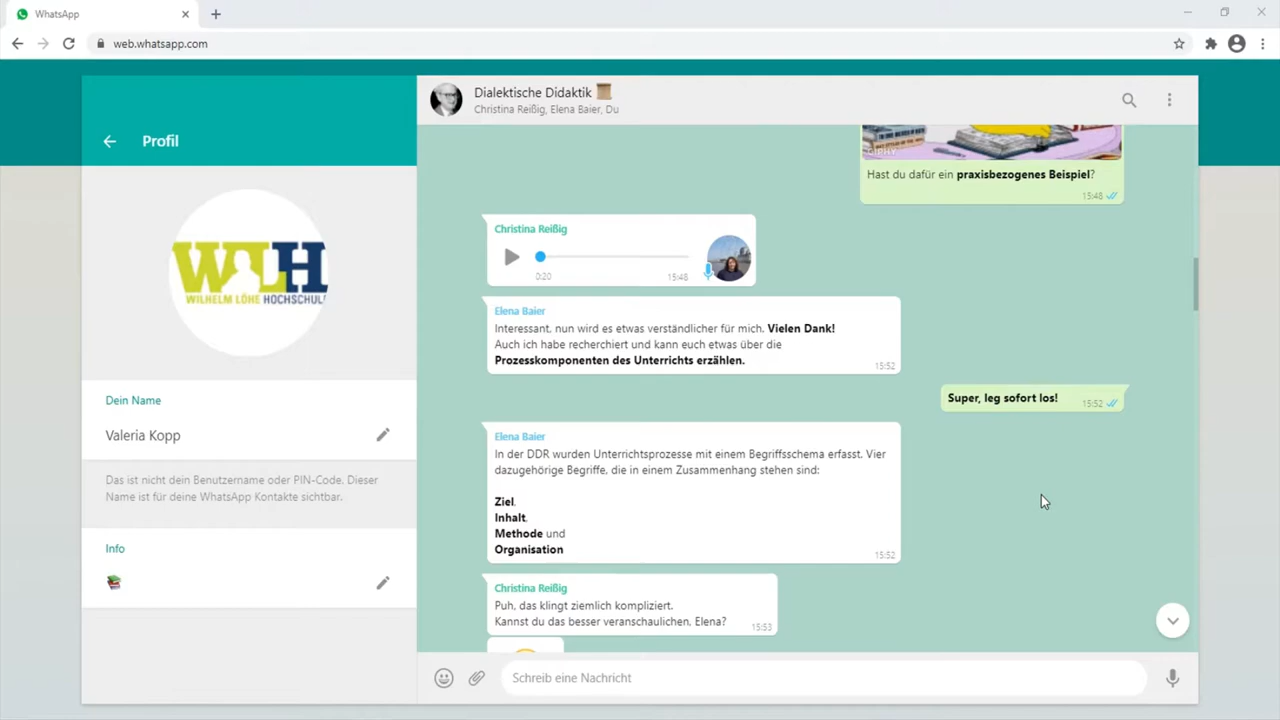 WhatsApp
web.whatsapp.com
Profil
WLH
WILHELM LÖHE HOCHSCHULE
Dein Name
Valeria Kopp
Das ist nicht dein Benutzername oder PIN-Code. Dieser
Name ist für deine WhatsApp Kontakte sichtbar.
Info
Dialektische Didaktik
Christina Reißig, Elena Baier, Du
GIPHY
Hast du dafür ein praxisbezogenes Beispiel?
15:48
Christina Reißig
0:20
15:48
Elena Baier
Interessant, nun wird es etwas verständlicher für mich. Vielen Dank!
Auch ich habe recherchiert und kann euch etwas über die
Prozesskomponenten des Unterrichts erzählen.
15:52
Super, leg sofort los!
15:52
Elena Baier
In der DDR wurden Unterrichtsprozesse mit einem Begriffsschema erfasst. Vier
dazugehörige Begriffe, die in einem Zusammenhang stehen sind:
Ziel,
Inhalt,
Methode und
Organisation
15:52
Christina Reißig
Puh, das klingt ziemlich kompliziert.
Kannst du das besser veranschaulichen, Elena?
15:53
Schreib eine Nachricht